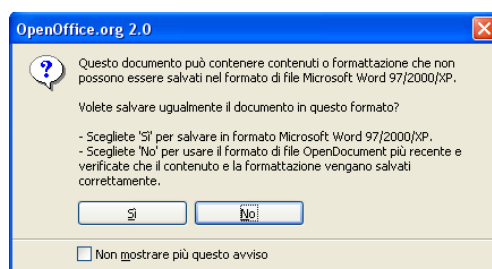 OpenOffice.org 2.0
Questo documento può contenere contenuti o formattazione che non
possono essere salvati nel formato di file Microsoft Word 97/2000/XP.
Volete salvare ugualmente il documento in questo formato?
- Scegliete 'Sì' per salvare in formato Microsoft Word 97/2000/XP.
- Scegliete 'No' per usare il formato di file OpenDocument più recente e
verificate che il contenuto e la formattazione vengano salvati
correttamente.
Sì No
Non mostrare più questo avviso